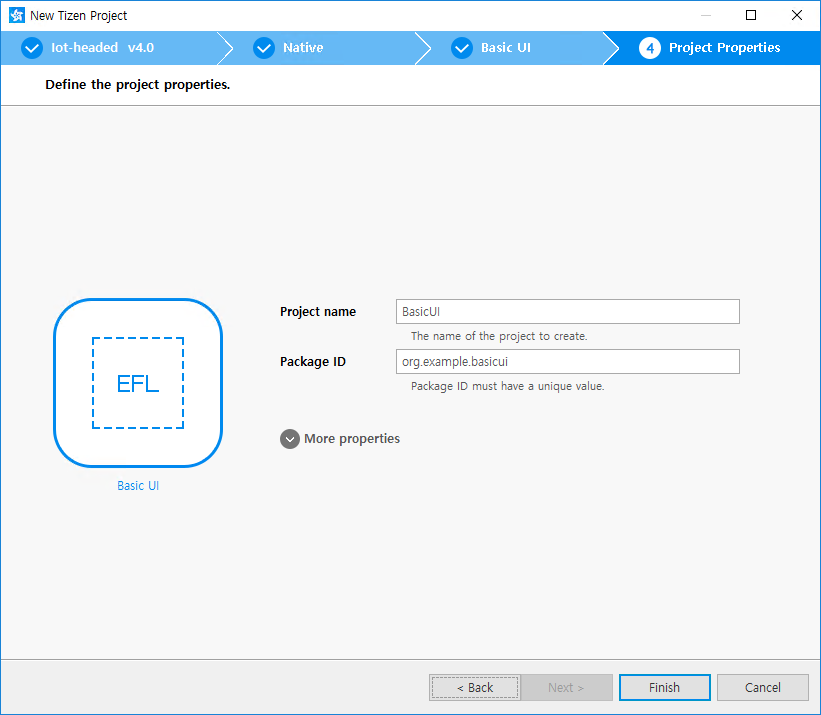 New Tizen Project
Iot-headed v4.0
Native
Basic UI
4 Project Properties
Define the project properties.
EFL
Basic UI
Project name
BasicUI
The name of the project to create.
Package ID
org.example.basicui
Package ID must have a unique value.
More properties
< Back
Next >
Finish
Cancel